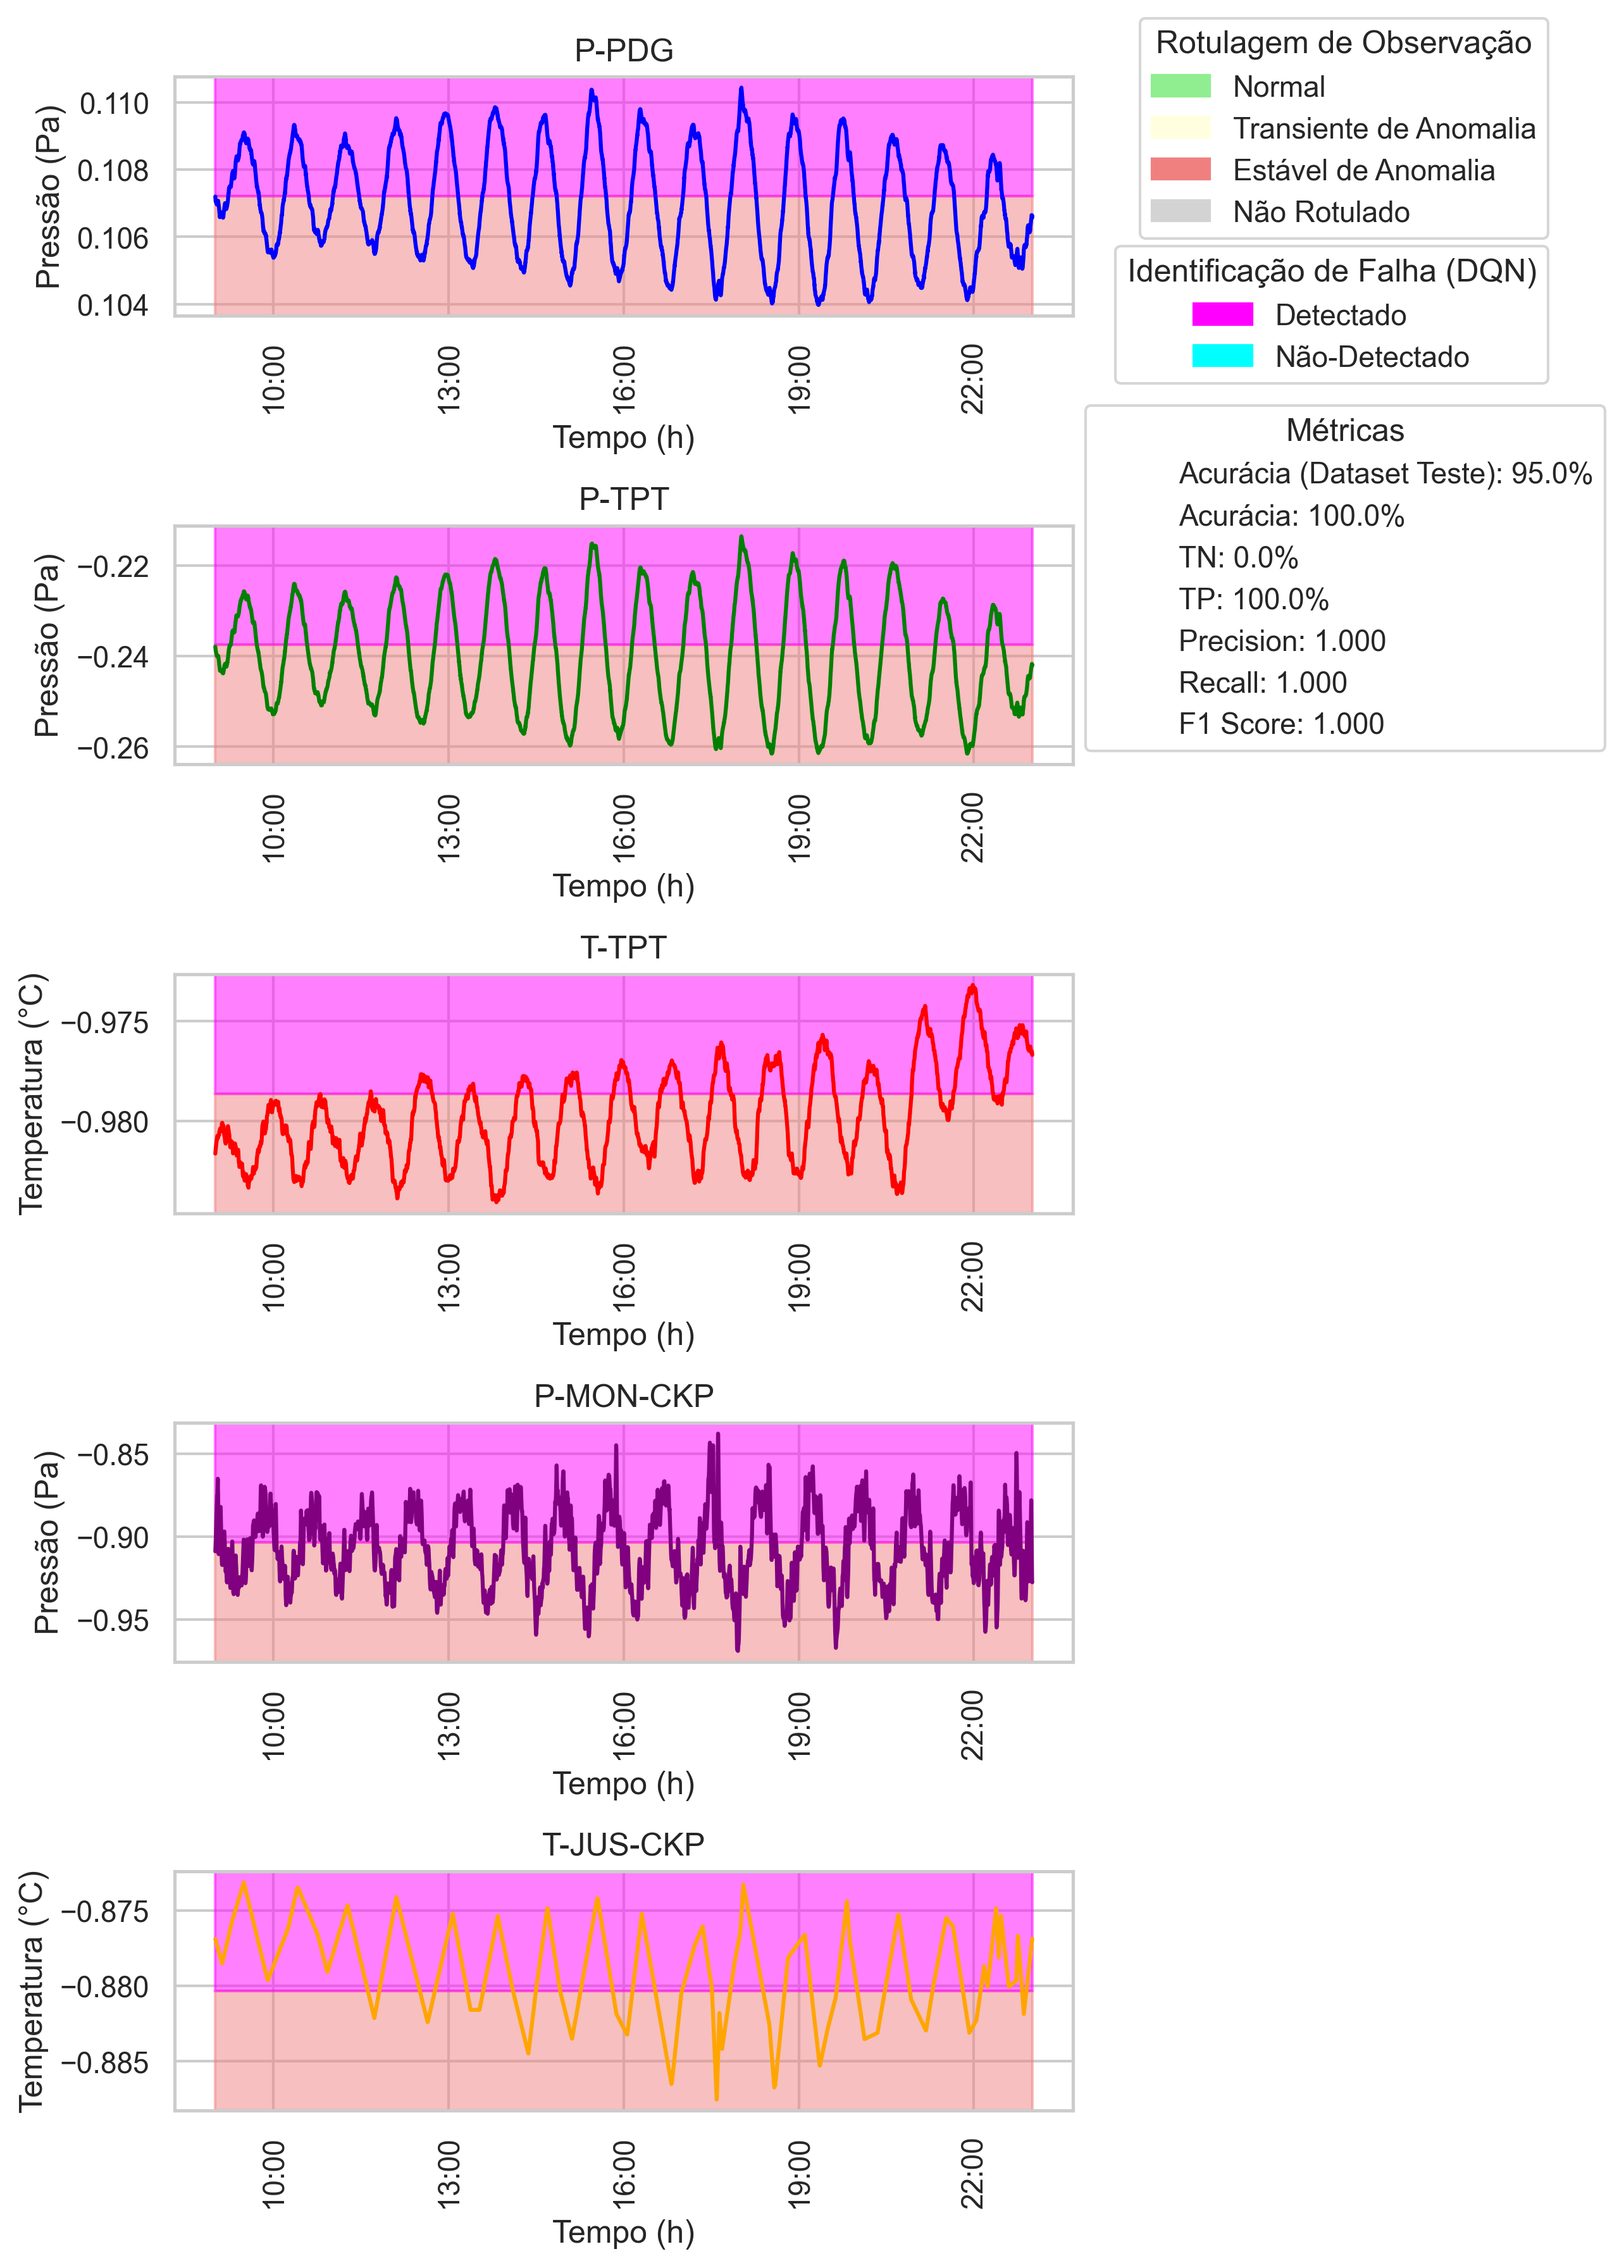 P-PDG
Pressão (Pa)
0.110
0.108
0.106
0.104
10:00
13:00
16:00
19:00
22:00
Tempo (h)
Rotulagem de Observação
Normal
Transiente de Anomalia
Estável de Anomalia
Não Rotulado
Identificação de Falha (DQN)
Detectado
Não-Detectado
Métricas
Acurácia (Dataset Teste): 95.0%
Acurácia: 100.0%
TN: 0.0%
TP: 100.0%
Precision: 1.000
Recall: 1.000
F1 Score: 1.000
P-TPT
Pressão (Pa)
−0.22
−0.24
−0.26
10:00
13:00
16:00
19:00
22:00
Tempo (h)
T-TPT
Temperatura (°C)
−0.975
−0.980
10:00
13:00
16:00
19:00
22:00
Tempo (h)
P-MON-CKP
Pressão (Pa)
−0.85
−0.90
−0.95
10:00
13:00
16:00
19:00
22:00
Tempo (h)
T-JUS-CKP
Temperatura (°C)
−0.875
−0.880
−0.885
10:00
13:00
16:00
19:00
22:00
Tempo (h)